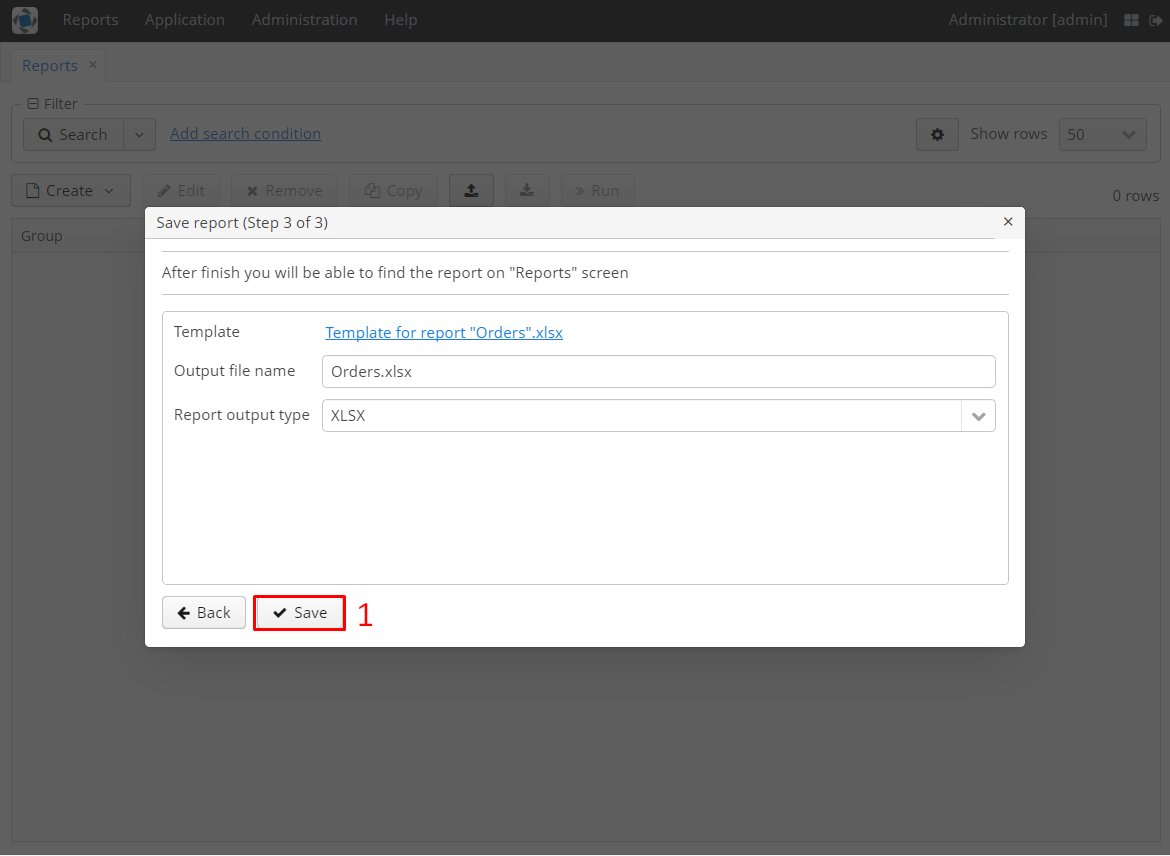 Reports Application Administration Help Administrator [admin]
Reports ×
Filter
Search Add search condition Show rows 50
Create Edit Remove Copy Run 0 rows
Save report (Step 3 of 3) ×
Group
After finish you will be able to find the report on "Reports" screen
Template Template for report "Orders".xlsx
Output file name Orders.xlsx
Report output type XLSX
Back Save 1